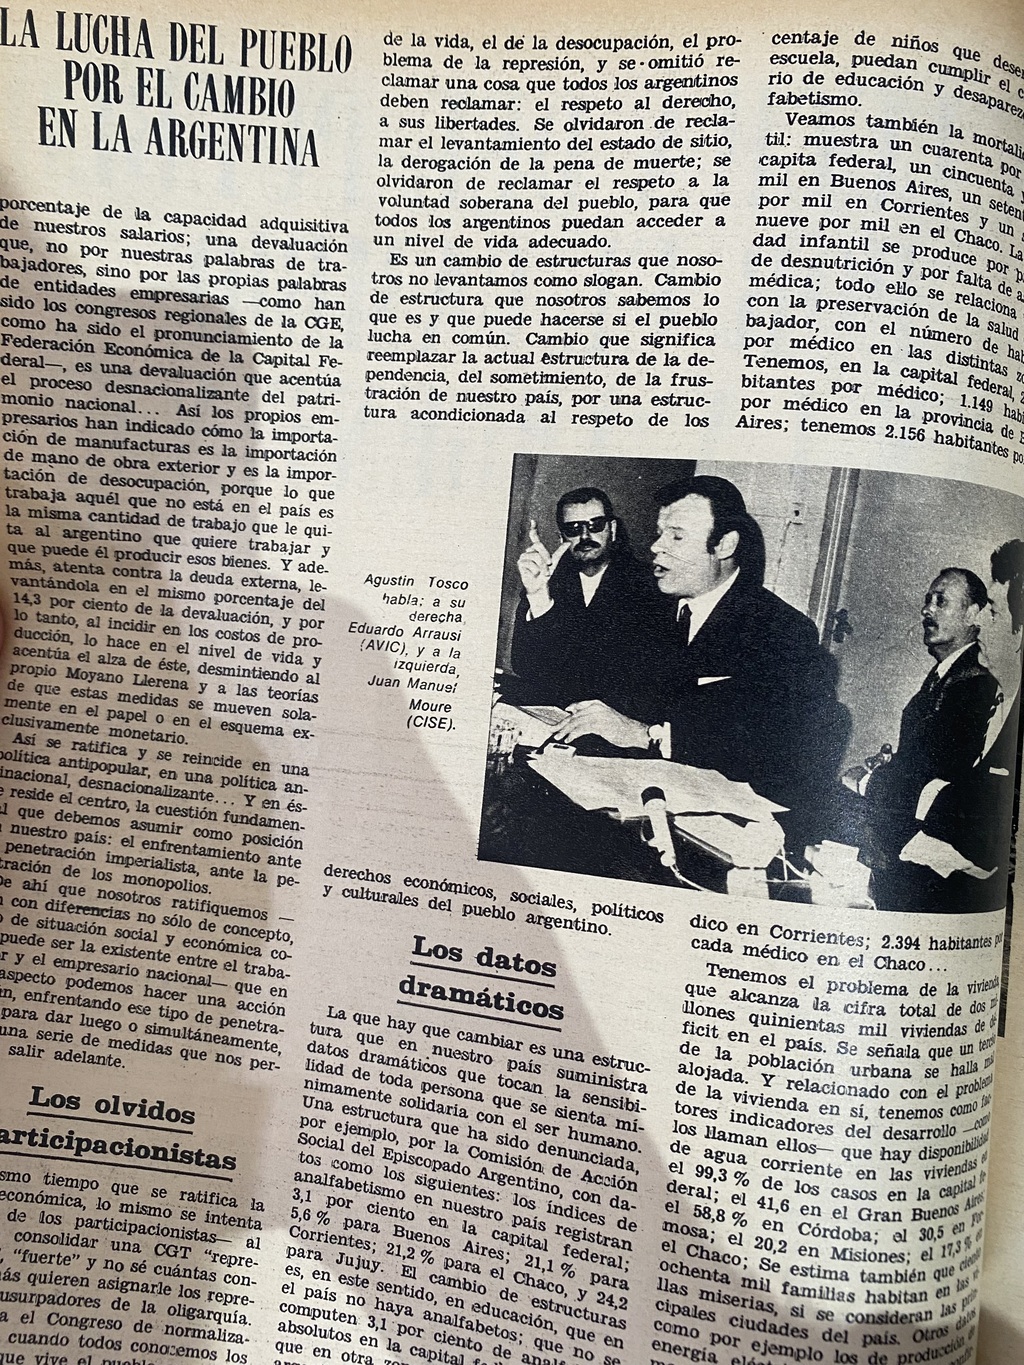 LA LUCHA DEL PUEBLO
POR EL CAMBIO
EN LA ARGENTINA
porcentaje de la capacidad adquisitiva
de nuestros salarios; una devaluación
que, no por nuestras palabras de tra-
bajadores, sino por las propias palabras
de entidades empresarias —como han
sido los congresos regionales de la CGE,
como ha sido el pronunciamiento de la
Federación Económica de la Capital Fe-
deral—, es una devaluación que acentúa
el proceso desnacionalizante del patri-
monio nacional... Así los propios em-
presarios han indicado cómo la importa-
ción de manufacturas es la importación
de mano de obra exterior y es la impor-
tación de desocupación, porque lo que
trabaja aquél que no está en el país es
la misma cantidad de trabajo que le qui-
ta al argentino que quiere trabajar y
que puede él producir esos bienes. Y ade-
más, atenta contra la deuda externa, le-
vantándola en el mismo porcentaje del
14,3 por ciento de la devaluación, y por
lo tanto, al incidir en los costos de pro-
ducción, lo hace en el nivel de vida y
acentúa el alza de éste, desmintiendo al
propio Moyano Llerena y a las teorías
de que estas medidas se mueven sola-
mente en el papel o en el esquema ex-
clusivamente monetario.
Así se ratifica y se reincide en una
política antipopular, en una política an-
tinacional, desnacionalizante... Y en és-
reside el centro, la cuestión fundamen-
que debemos asumir como posición
nuestro país: el enfrentamiento ante
penetración imperialista, ante la pe-
tración de los monopolios.
De ahí que nosotros ratifiquemos —
con diferencias no sólo de concepto,
de situación social y económica co-
puede ser la existente entre el traba-
y el empresario nacional— que en
aspecto podemos hacer una acción
enfrentando ese tipo de penetra-
para dar luego o simultáneamente,
una serie de medidas que nos per-
salir adelante.
Los olvidos
articipacionistas
smo tiempo que se ratifica la
económica, lo mismo se intenta
de los participacionistas— al
consolidar una CGT "repre-
"fuerte" y no sé cuántas con-
más quieren asignarle los repre-
usurpadores de la oligarquía.
a el Congreso de normaliza-
cuando todos conocemos los
que vive el pueblo
de la vida, el de la desocupación, el pro-
blema de la represión, y se omitió re-
clamar una cosa que todos los argentinos
deben reclamar: el respeto al derecho,
a sus libertades. Se olvidaron de recla-
mar el levantamiento del estado de sitio,
la derogación de la pena de muerte; se
olvidaron de reclamar el respeto a la
voluntad soberana del pueblo, para que
todos los argentinos puedan acceder a
un nivel de vida adecuado.
Es un cambio de estructuras que noso-
tros no levantamos como slogan. Cambio
de estructura que nosotros sabemos lo
que es y que puede hacerse si el pueblo
lucha en común. Cambio que significa
reemplazar la actual estructura de la de-
pendencia, del sometimiento, de la frus-
tración de nuestro país, por una estruc-
tura acondicionada al respeto de los
Agustín Tosco
habla; a su
derecha,
Eduardo Arrausi
(AVIC), y a la
izquierda,
Juan Manuel
Moure
(CISE).
derechos económicos, sociales, políticos
y culturales del pueblo argentino.
Los datos
dramáticos
La que hay que cambiar es una estruc-
tura que en nuestro país suministra
datos dramáticos que tocan la sensibi-
lidad de toda persona que se sienta mí-
nimamente solidaria con el ser humano.
Una estructura que ha sido denunciada,
por ejemplo, por la Comisión de Acción
Social del Episcopado Argentino, con da-
tos como los siguientes: los índices de
analfabetismo en nuestro país registran
3,1 por ciento en la capital federal;
5,6 % para Buenos Aires; 21,1 % para
Corrientes; 21,2 % para el Chaco, y 24,2
para Jujuy. El cambio de estructuras
es, en este sentido, en educación, que en
el país no haya analfabetos; que no se
computen 3,1 por ciento de
absolutos en la capital
que en otra
centaje de niños que
escuela, puedan cumplir el
rio de educación y
fabetismo.
Veamos también la
til: muestra un cuarenta por
capita federal, un cincuenta
mil en Buenos Aires, un
por mil en Corrientes y un
nueve por mil en el Chaco. La
dad infantil se produce por
de desnutrición y por falta de
médica; todo ello se relaciona
con la preservación de la salud
bajador, con el número de
por médico en las distintas
Tenemos, en la capital federal,
bitantes por médico; 1.149
por médico en la provincia de
Aires; tenemos 2.156 habitantes
dico en Corrientes; 2.394 habitantes
cada médico en el Chaco...
Tenemos el problema de la vivienda
que alcanza la cifra total de dos mi-
llones quinientas mil viviendas de dé-
ficit en el país. Se señala que un tercio
de la población urbana se halla mal
alojada. Y relacionado con el problema
de la vivienda en sí, tenemos como fac-
tores indicadores del desarrollo —como
los llaman ellos— que hay disponibilidad
de agua corriente en las viviendas en
el 99,3 % de los casos en la capital fe-
deral; el 41,6 en el Gran Buenos Aires
el 58,8 % en Córdoba; el 30,5 en For-
mosa; el 20,2 en Misiones; el 17,3 % en
el Chaco; Se estima también que ciento
ochenta mil familias habitan en las vi-
llas miserias, si se consideran las prin-
cipales ciudades del país. Otros datos
como por ejemplo los de producción de
energía